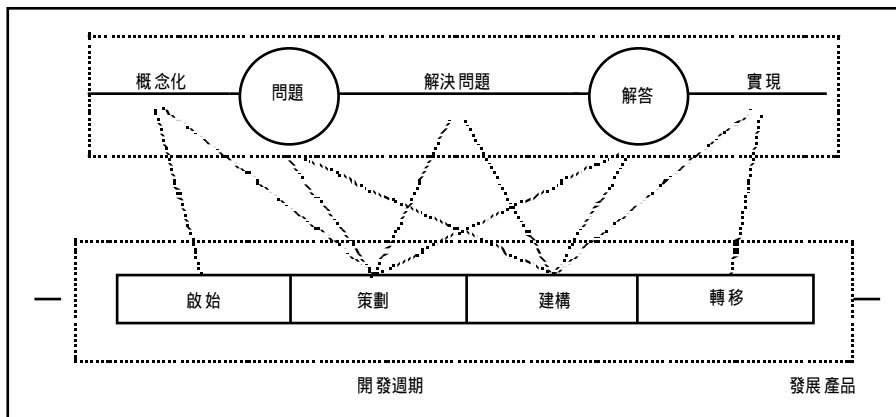 概念化 問題 解決問題 解答 實現
啟始 策劃 建構 轉移
開發週期 發展產品